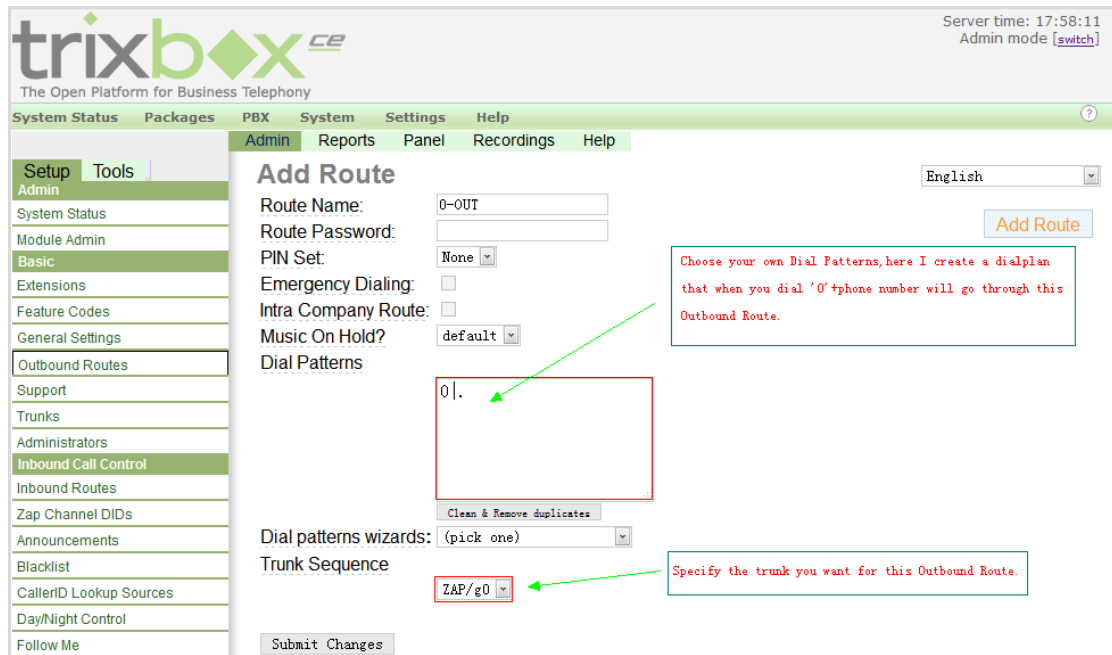 trixbox CE
The Open Platform for Business Telephony
Server time: 17:58:11
Admin mode [switch]
System Status Packages PBX System Settings Help ?
Admin Reports Panel Recordings Help
Setup Tools
Admin
System Status
Module Admin
Basic
Extensions
Feature Codes
General Settings
Outbound Routes
Support
Trunks
Administrators
Inbound Call Control
Inbound Routes
Zap Channel DIDs
Announcements
Blacklist
CallerID Lookup Sources
Day/Night Control
Follow Me
Add Route
English
Add Route
Route Name: 0-OUT
Route Password:
PIN Set: None
Emergency Dialing:
Intra Company Route:
Music On Hold? default
Dial Patterns
0|.
Clean & Remove duplicates
Dial patterns wizards: (pick one)
Trunk Sequence
ZAP/g0
Submit Changes
Choose your own Dial Patterns,here I create a dialplan
that when you dial '0'+phone number will go through this
Outbound Route.
Specify the trunk you want for this Outbound Route.